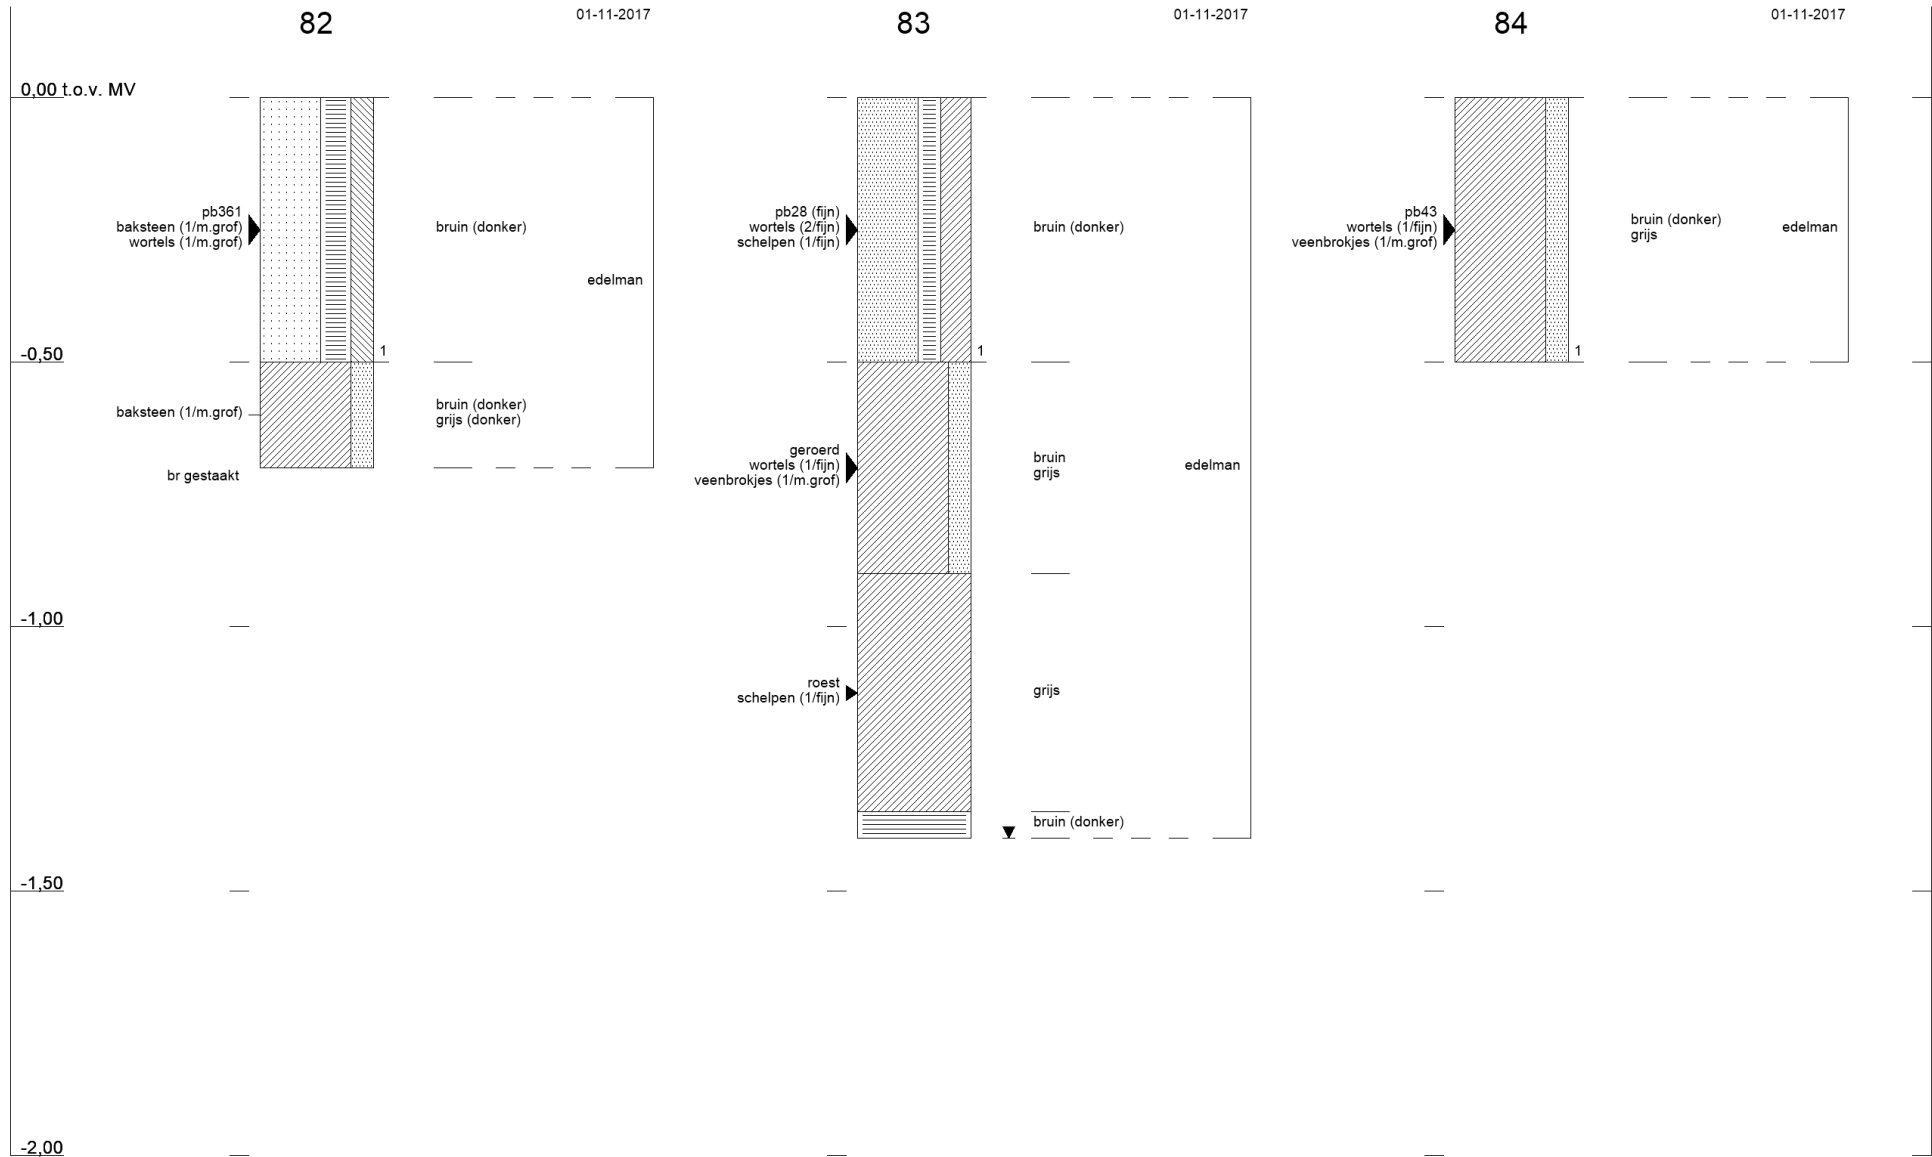 82
01-11-2017
83
01-11-2017
84
01-11-2017
0,00 t.o.v. MV
pb361
baksteen (1/m.grof)
wortels (1/m.grof)
bruin (donker)
edelman
1
baksteen (1/m.grof)
bruin (donker)
grijs (donker)
br gestaakt
pb28 (fijn)
wortels (2/fijn)
schelpen (1/fijn)
bruin (donker)
1
geroerd
wortels (1/fijn)
veenbrokjes (1/m.grof)
bruin
grijs
edelman
roest
schelpen (1/fijn)
grijs
bruin (donker)
pb43
wortels (1/fijn)
veenbrokjes (1/m.grof)
bruin (donker)
grijs
edelman
1
-0,50
-1,00
-1,50
-2,00